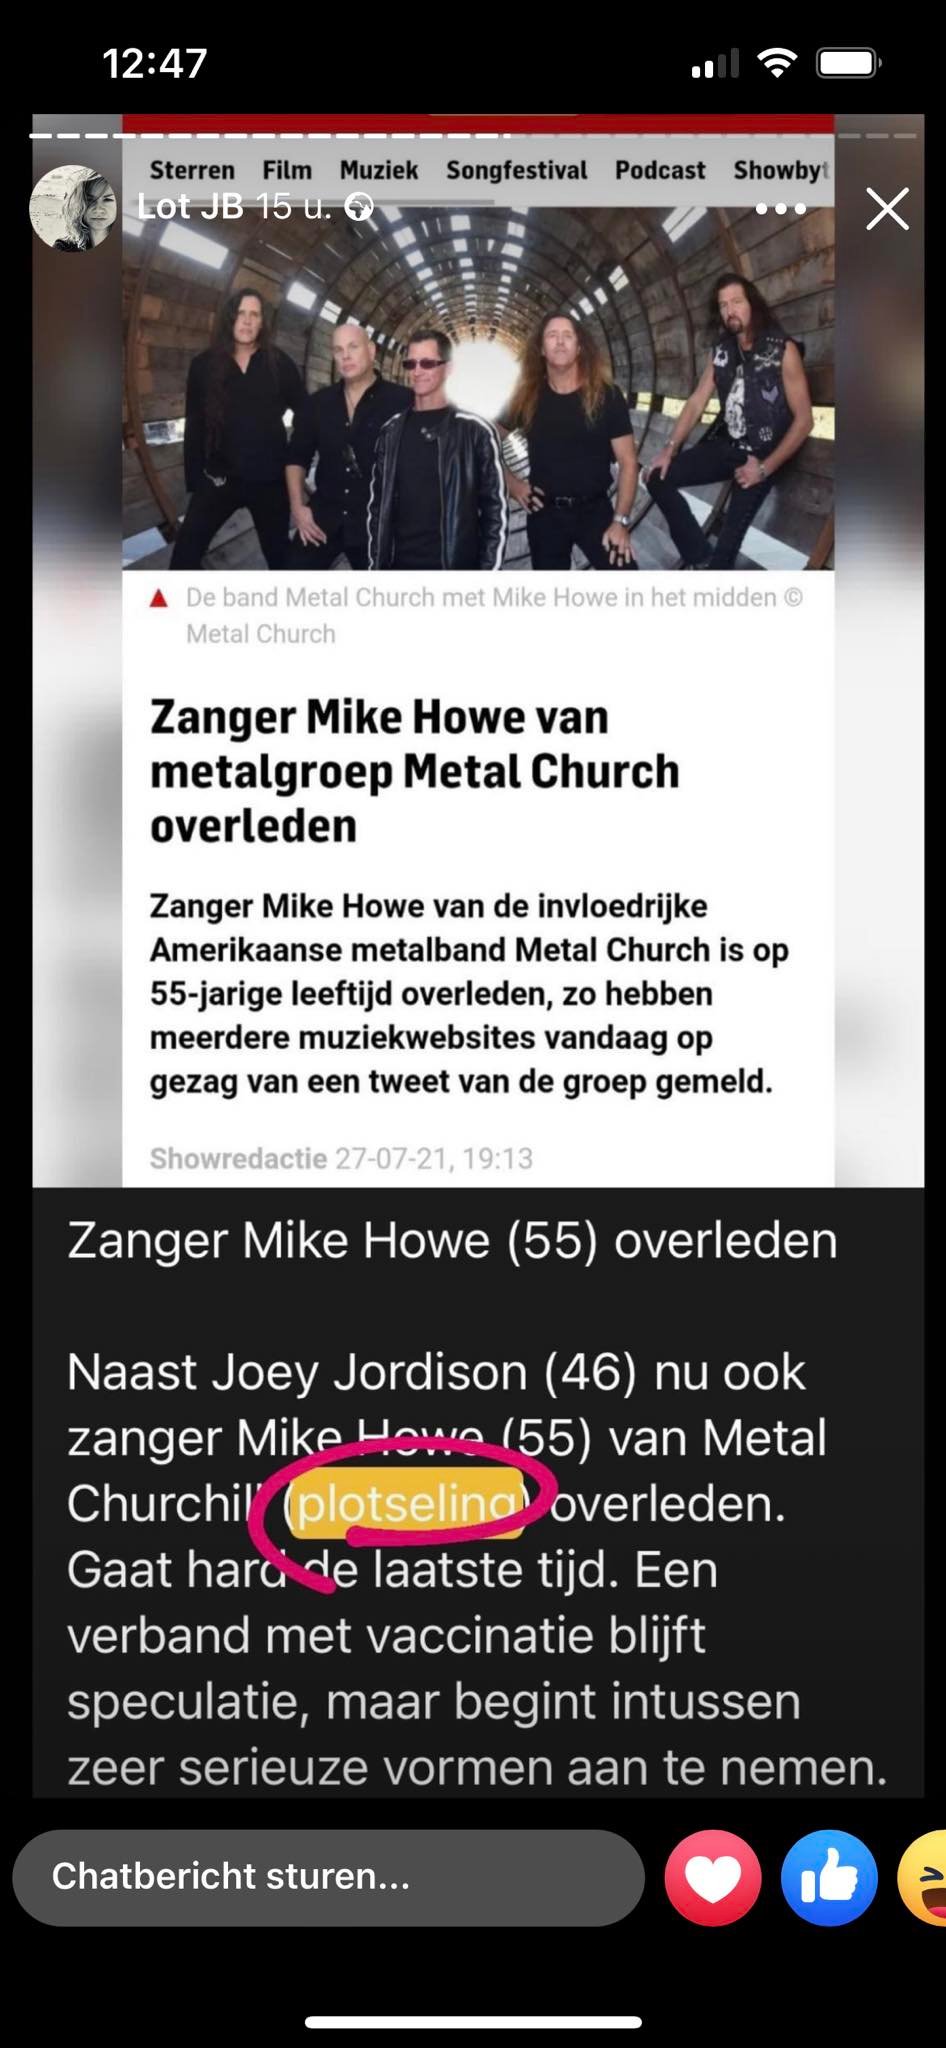 12:47
Sterren Film Muziek Songfestival Podcast Showbyt
Lot JB 15 u.
De band Metal Church met Mike Howe in het midden ©
Metal Church
Zanger Mike Howe van
metalgroep Metal Church
overleden
Zanger Mike Howe van de invloedrijke
Amerikaanse metalband Metal Church is op
55-jarige leeftijd overleden, zo hebben
meerdere muziekwebsites vandaag op
gezag van een tweet van de groep gemeld.
Showredactie 27-07-21, 19:13
Zanger Mike Howe (55) overleden
Naast Joey Jordison (46) nu ook
zanger Mike Howe (55) van Metal
Churchill (plotseling) overleden.
Gaat hard de laatste tijd. Een
verband met vaccinatie blijft
speculatie, maar begint intussen
zeer serieuze vormen aan te nemen.
Chatbericht sturen...